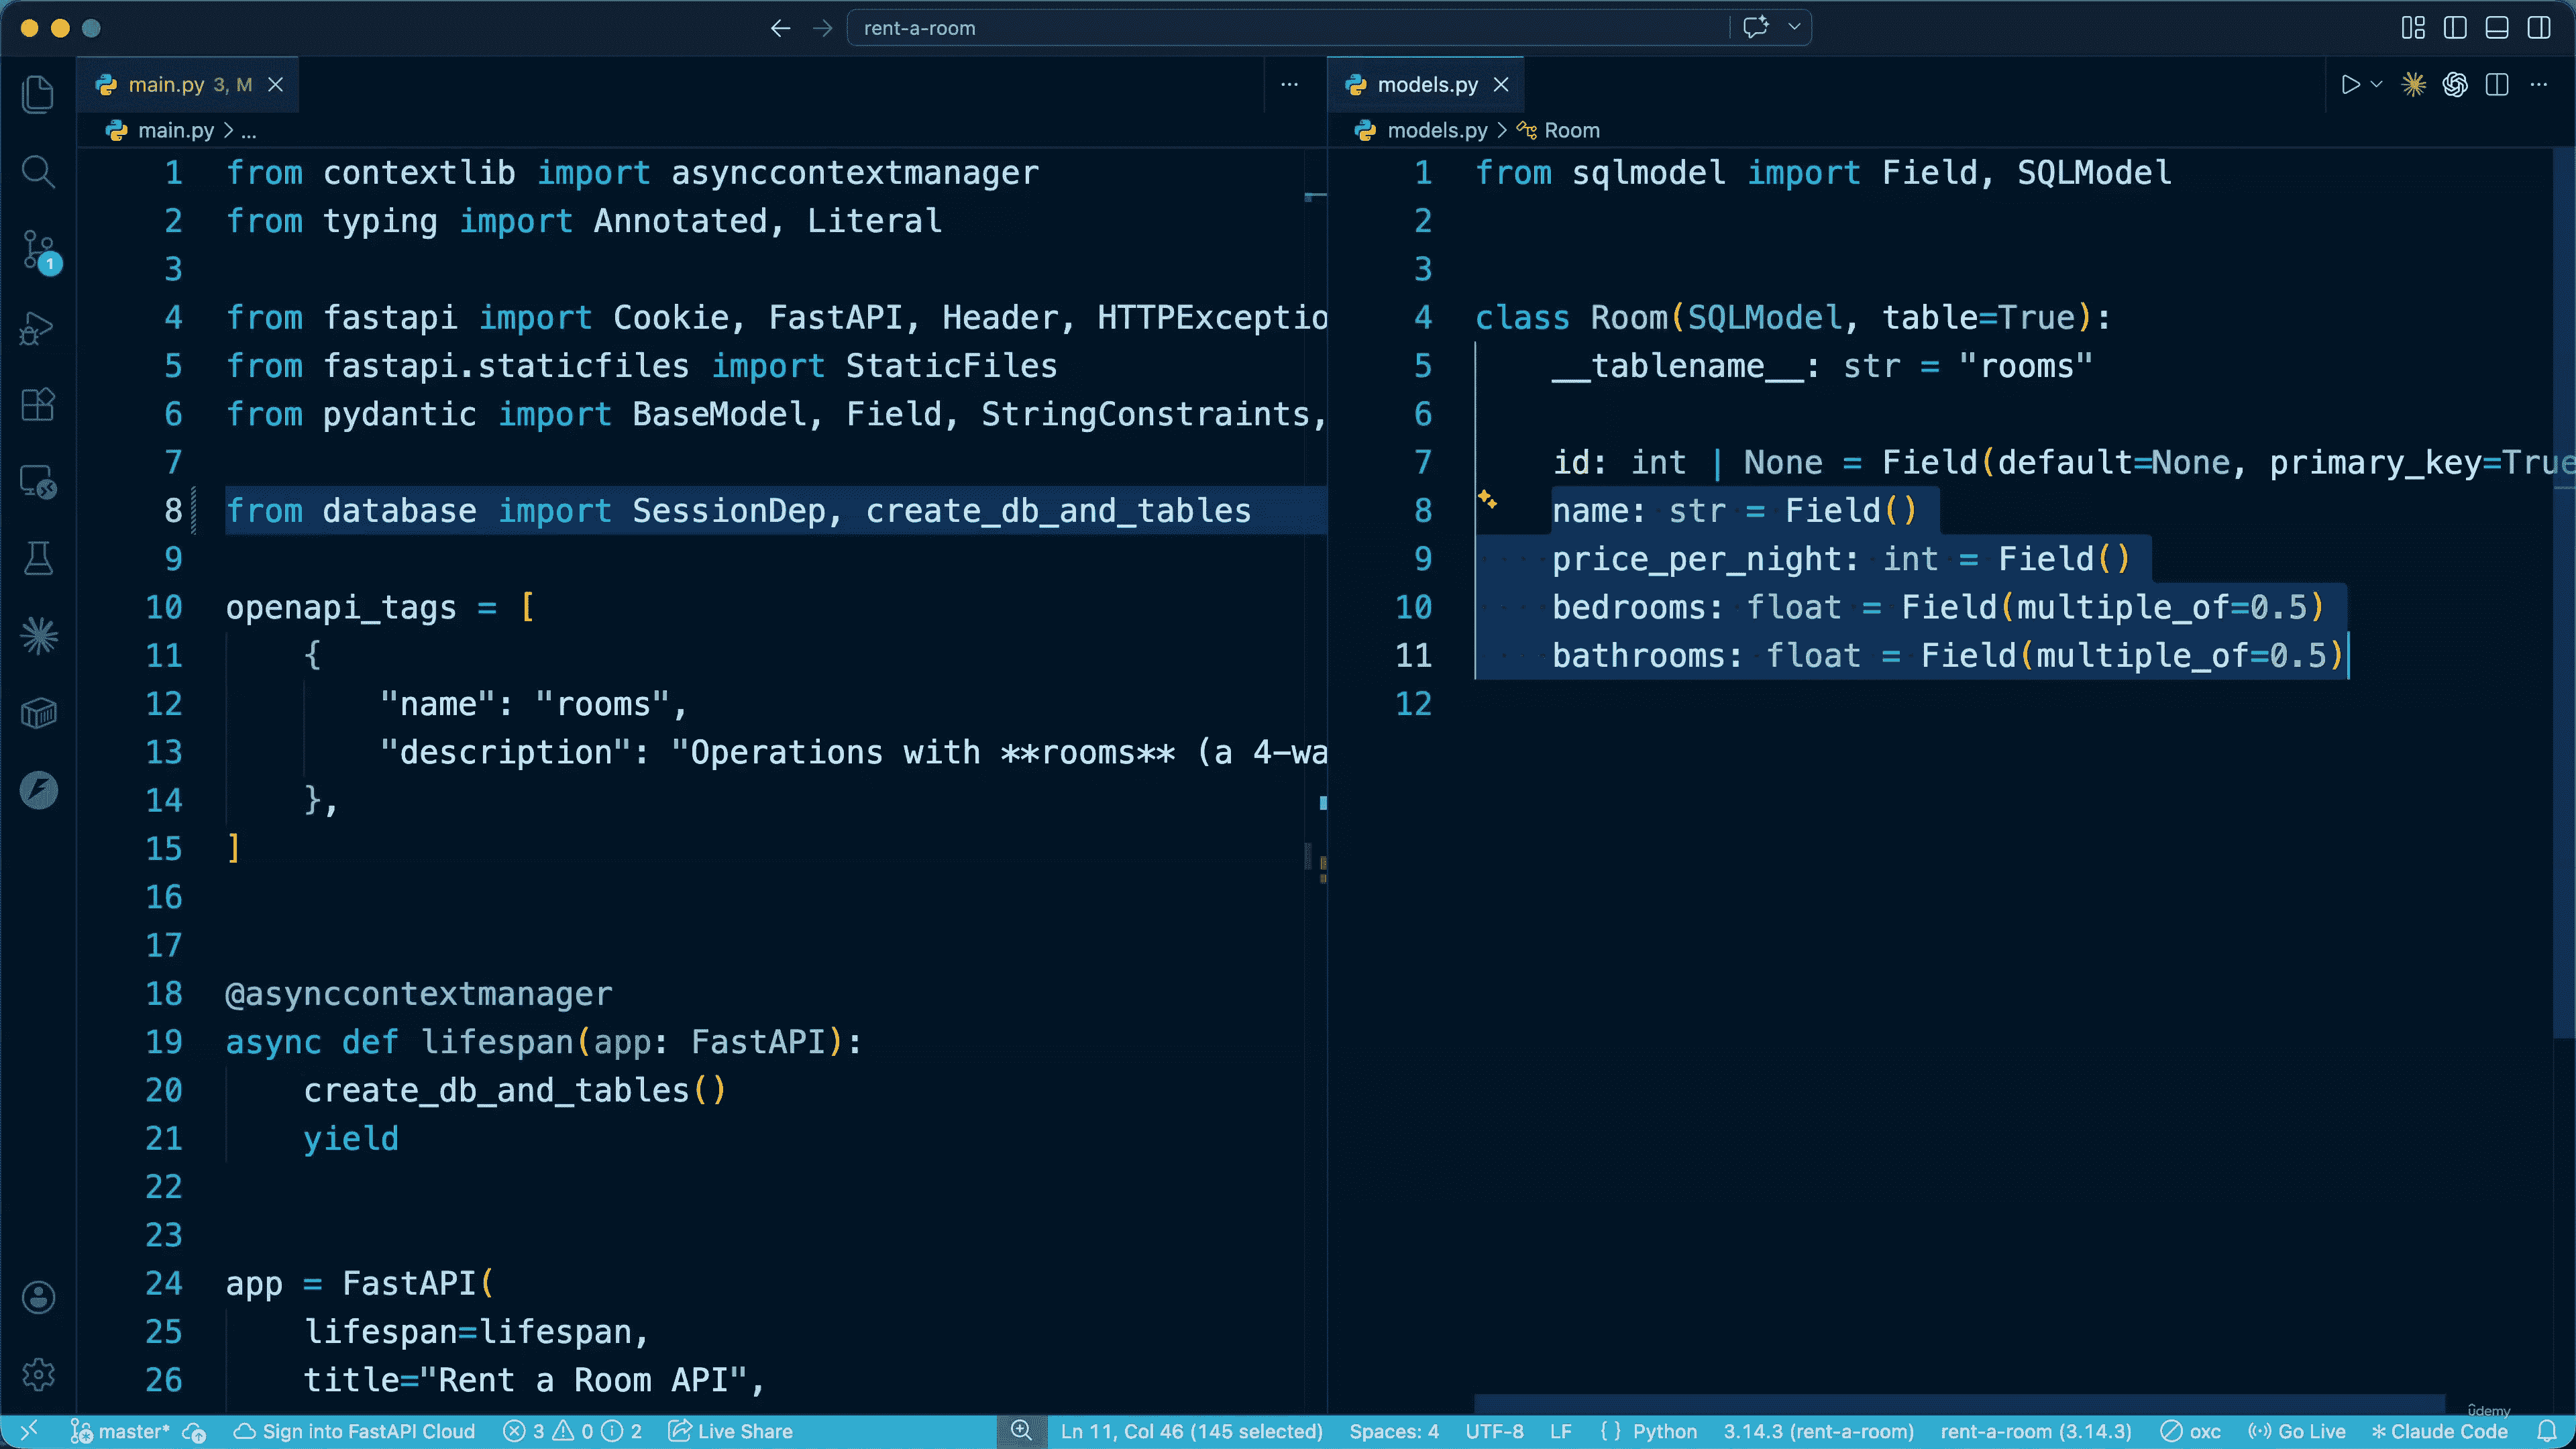 rent-a-room
main.py 3, M
models.py
main.py > ...
models.py > Room
1 from contextlib import asynccontextmanager
2 from typing import Annotated, Literal
3
4 from fastapi import Cookie, FastAPI, Header, HTTPExceptio
5 from fastapi.staticfiles import StaticFiles
6 from pydantic import BaseModel, Field, StringConstraints,
7
8 from database import SessionDep, create_db_and_tables
9
10 openapi_tags = [
11 {
12 "name": "rooms",
13 "description": "Operations with **rooms** (a 4-wa
14 },
15 ]
16
17
18 @asynccontextmanager
19 async def lifespan(app: FastAPI):
20 create_db_and_tables()
21 yield
22
23
24 app = FastAPI(
25 lifespan=lifespan,
26 title="Rent a Room API",
1 from sqlmodel import Field, SQLModel
2
3
4 class Room(SQLModel, table=True):
5 __tablename__: str = "rooms"
6
7 id: int | None = Field(default=None, primary_key=True
8 name: str = Field()
9 price_per_night: int = Field()
10 bedrooms: float = Field(multiple_of=0.5)
11 bathrooms: float = Field(multiple_of=0.5)
12
1
udemy
master* Sign into FastAPI Cloud 3 0 2 Live Share Ln 11, Col 46 (145 selected) Spaces: 4 UTF-8 LF {} Python 3.14.3 (rent-a-room) rent-a-room (3.14.3) oxc Go Live Claude Code